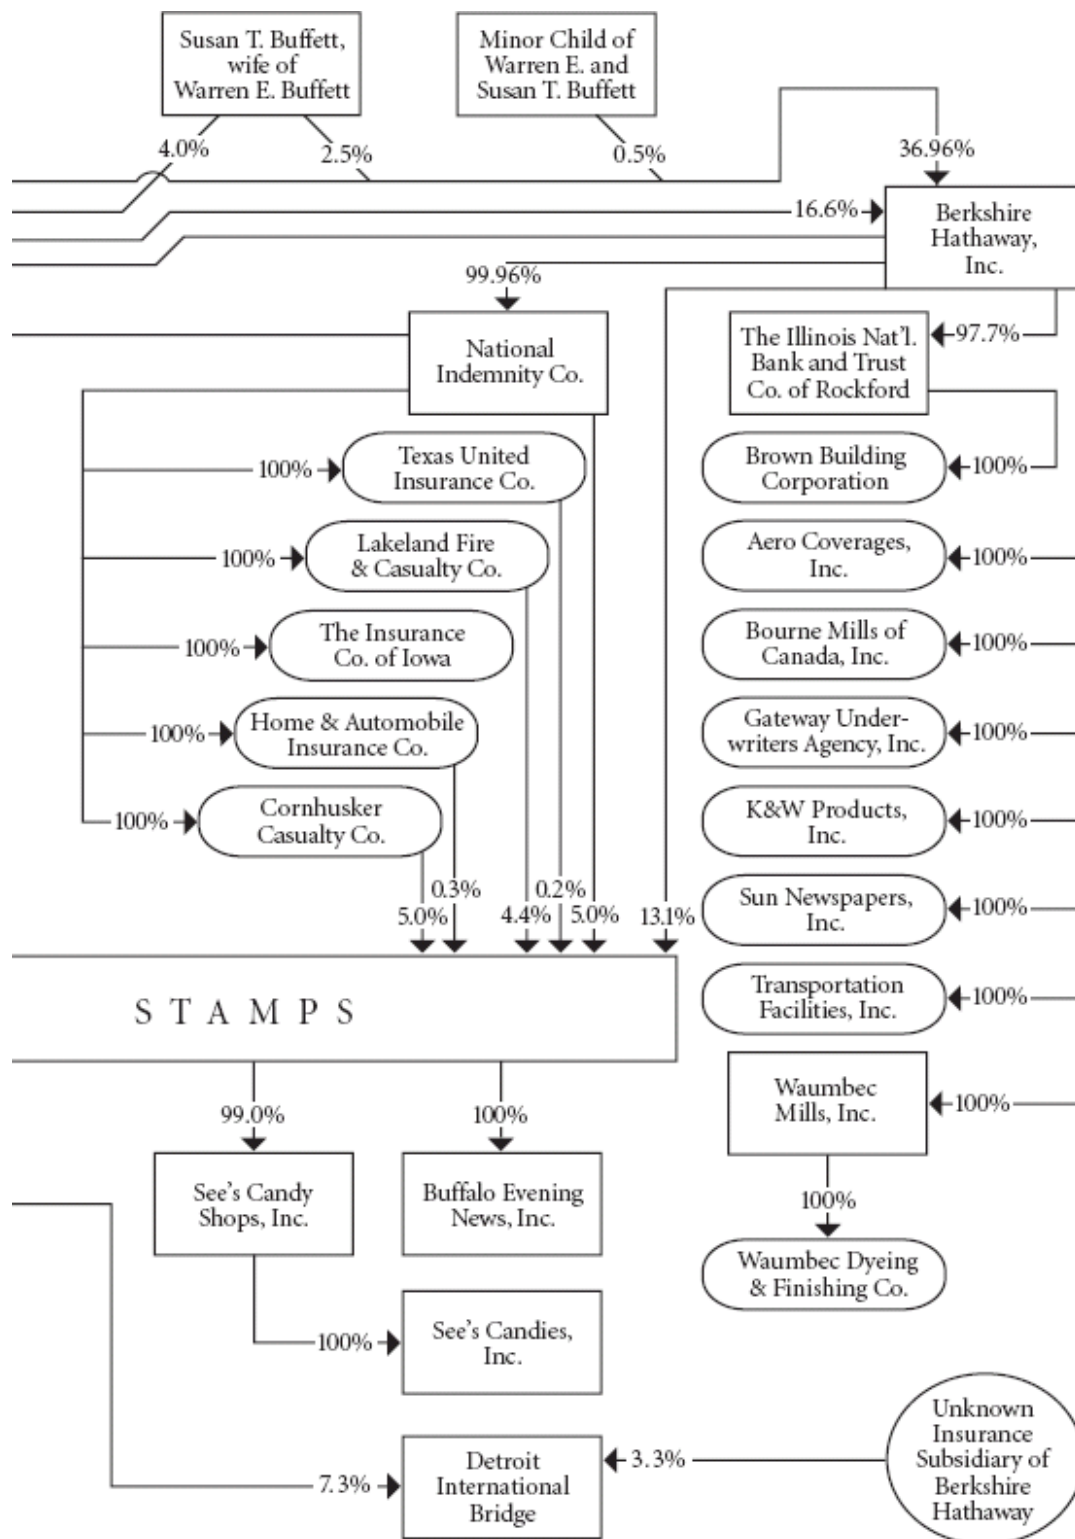 Susan T. Buffett,
wife of
Warren E. Buffett
Minor Child of
Warren E. and
Susan T. Buffett
4.0%
2.5%
0.5%
36.96%
16.6%
Berkshire
Hathaway,
Inc.
99.96%
National
Indemnity Co.
The Illinois Nat'l.
Bank and Trust
Co. of Rockford
97.7%
100%
Texas United
Insurance Co.
Brown Building
Corporation
100%
100%
Lakeland Fire
& Casualty Co.
Aero Coverages,
Inc.
100%
100%
The Insurance
Co. of Iowa
Bourne Mills of
Canada, Inc.
100%
100%
Home & Automobile
Insurance Co.
Gateway Under-
writers Agency, Inc.
100%
100%
Cornhusker
Casualty Co.
K&W Products,
Inc.
100%
5.0%
0.3%
4.4%
0.2%
5.0%
13.1%
Sun Newspapers,
Inc.
100%
STAMPS
Transportation
Facilities, Inc.
100%
99.0%
100%
Waumbec
Mills, Inc.
100%
See's Candy
Shops, Inc.
Buffalo Evening
News, Inc.
100%
Waumbec Dyeing
& Finishing Co.
100%
See's Candies,
Inc.
7.3%
Detroit
International
Bridge
3.3%
Unknown
Insurance
Subsidiary of
Berkshire
Hathaway